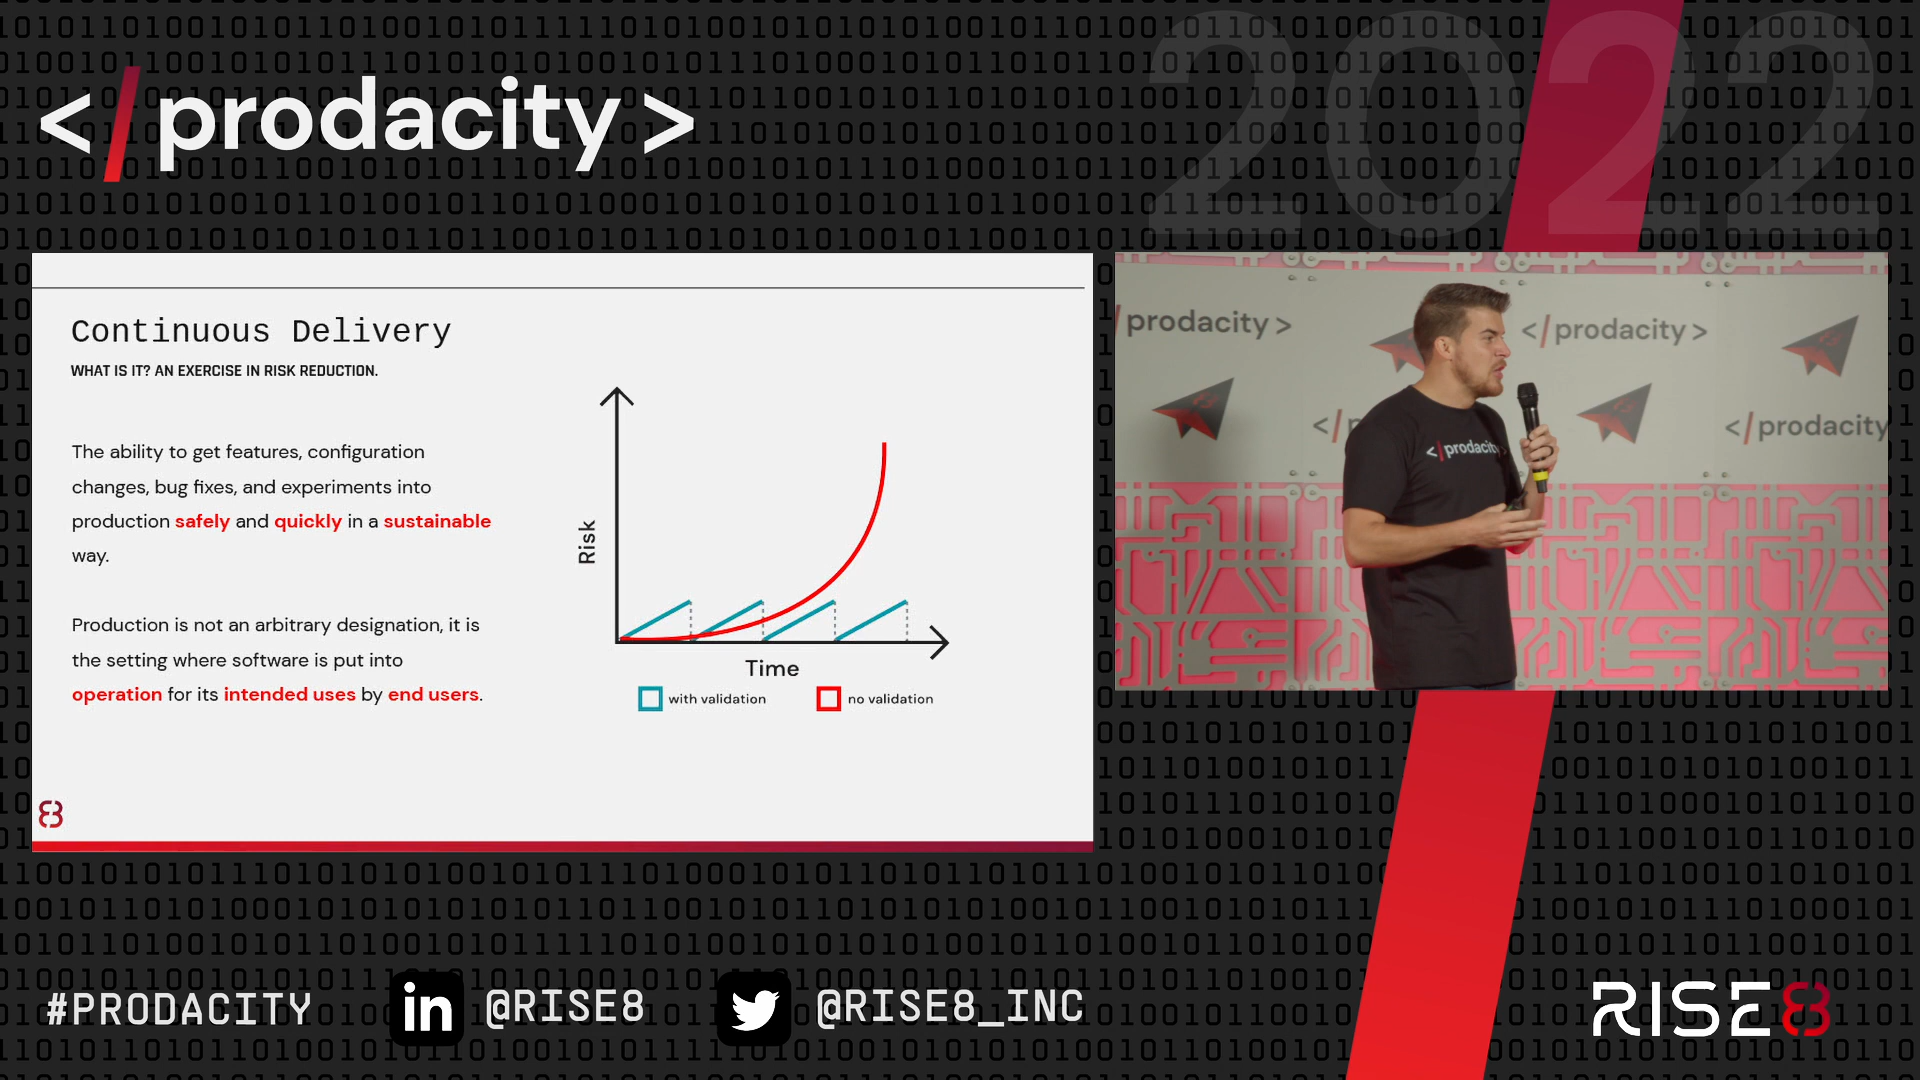 2022
</prodacity>
Continuous Delivery
WHAT IS IT? AN EXERCISE IN RISK REDUCTION.
The ability to get features, configuration
changes, bug fixes, and experiments into
production safely and quickly in a sustainable
way.
Production is not an arbitrary designation, it is
the setting where software is put into
operation for its intended uses by end users.
Risk
Time
with validation
no validation
8
/prodacity>
</prodacity>
</prodacity
</prodacity
#PRODACITY
in @RISE8
@RISE8_INC
RISE8